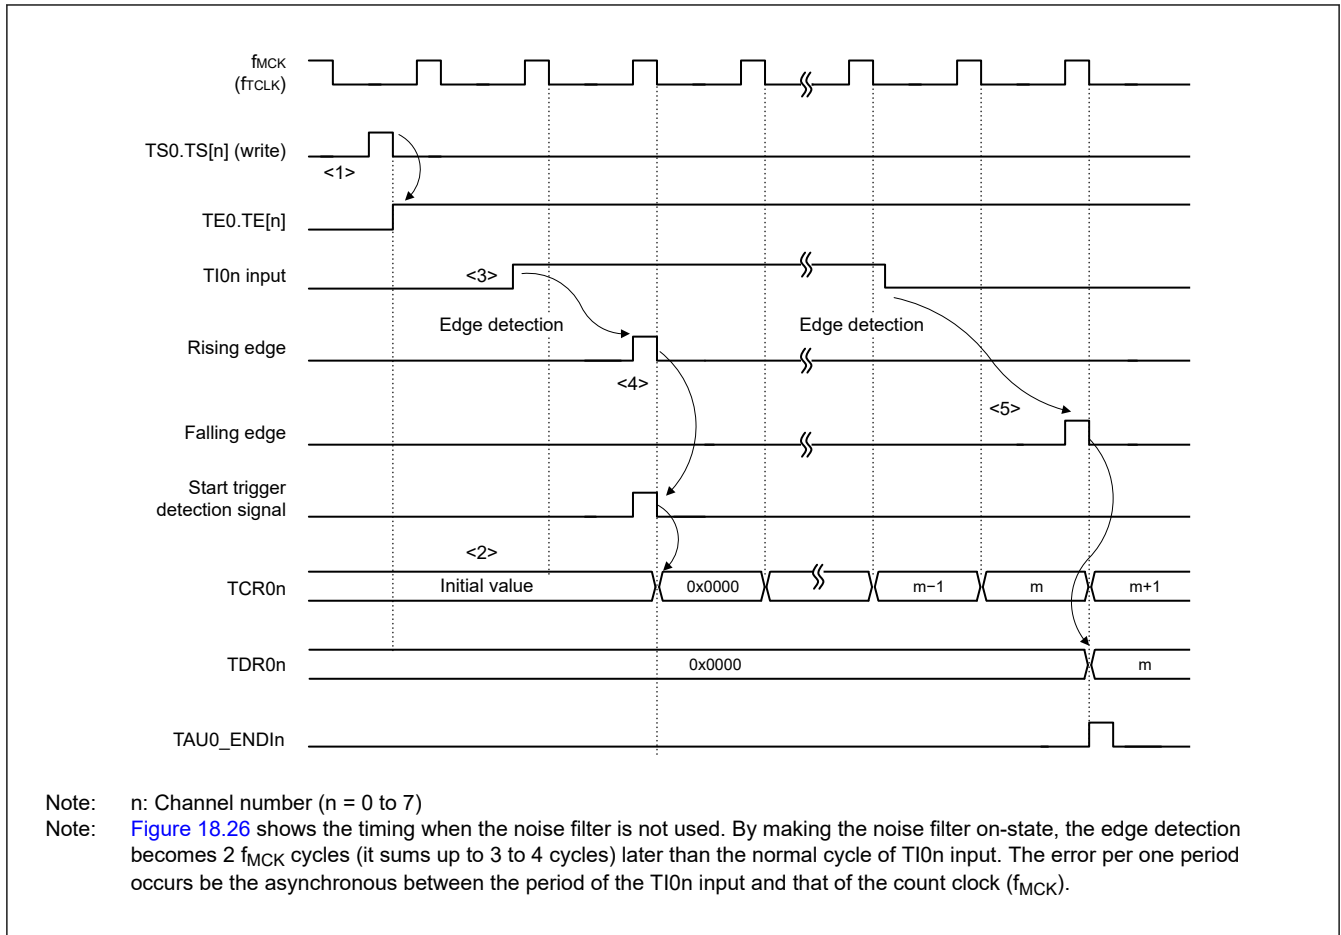 fMCK
(fTCLK)
TS0.TS[n] (write)
<1>
TE0.TE[n]
TI0n input
<3>
Edge detection
Edge detection
Rising edge
<4>
<5>
Falling edge
Start trigger
detection signal
<2>
TCR0n
Initial value
0x0000
m−1
m
m+1
TDR0n
0x0000
m
TAU0_ENDIn
Note: n: Channel number (n = 0 to 7)
Note: Figure 18.26 shows the timing when the noise filter is not used. By making the noise filter on-state, the edge detection
becomes 2 fMCK cycles (it sums up to 3 to 4 cycles) later than the normal cycle of TI0n input. The error per one period
occurs be the asynchronous between the period of the TI0n input and that of the count clock (fMCK).